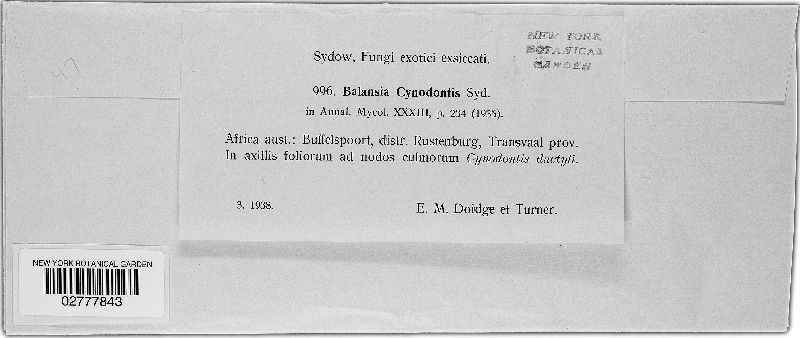 Sydow, Fungi exotici exsiccati.
NEW YORK
BOTANICAL
GARDEN
996. Balansia Cynodontis Syd.
in Annal. Mycol. XXXIII, p. 234 (1935).
Africa aust.: Buffelspoort, distr. Rustenburg, Transvaal prov.
In axillis foliorum ad nodos culmorum Cynodontis dactyli.
3. 1938.
E. M. Doidge et Turner.
NEW YORK BOTANICAL GARDEN
02777843